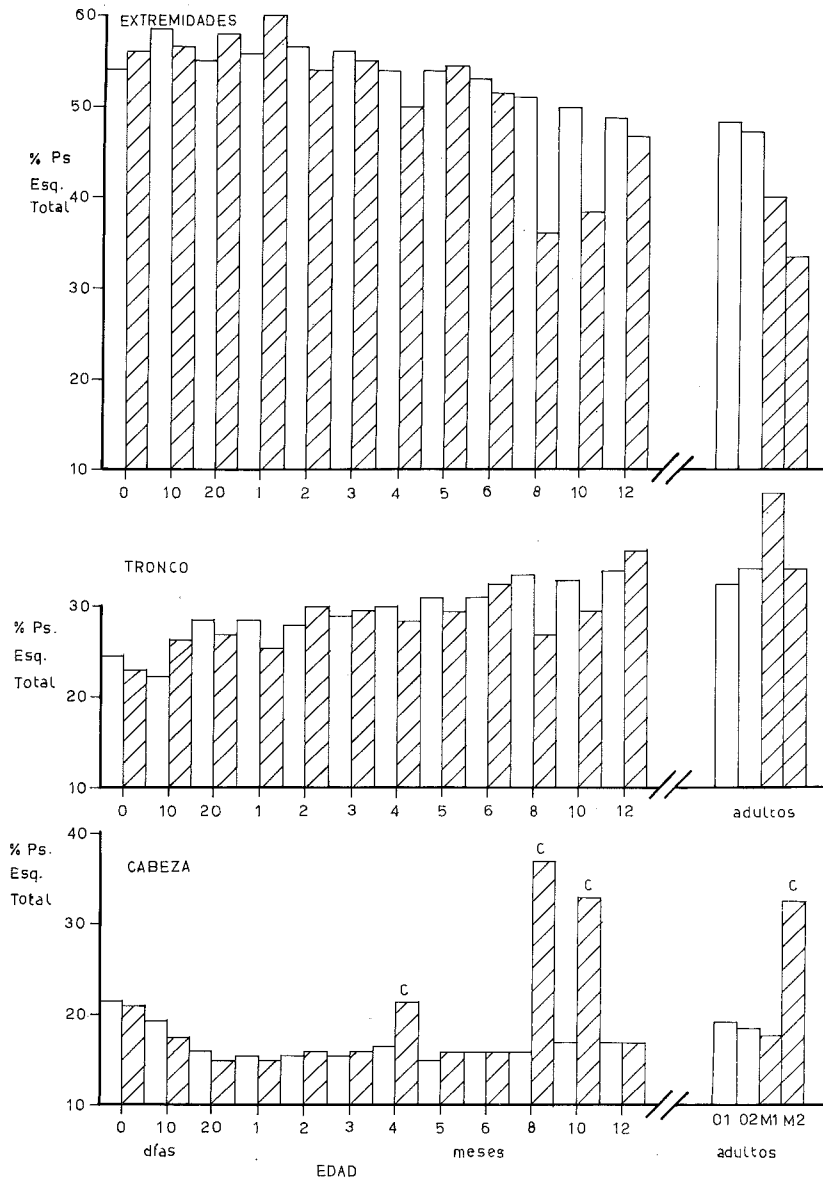 EXTREMIDADES
60
50
% Ps
Esq.
Total
40
30
20
10
0 10 20 1 2 3 4 5 6 8 10 12
TRONCO
30
% Ps.
Esq.
Total
20
10
0 10 20 1 2 3 4 5 6 8 10 12 adultos
40
% Ps.
Esq.
Total
CABEZA
C
C
C
C
30
20
10
0 10 20 1 2 3 4 5 6 8 10 12 O1 O2 M1 M2
días meses adultos
EDAD